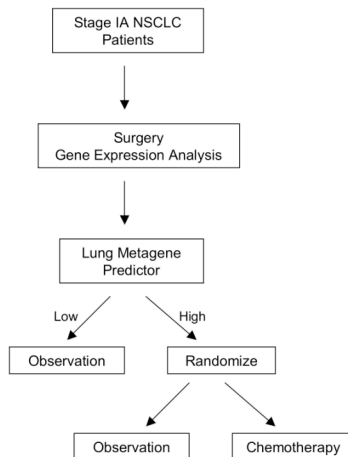 Stage IA NSCLC
Patients
Surgery
Gene Expression Analysis
Lung Metagene
Predictor
Low
High
Observation
Randomize
Observation
Chemotherapy